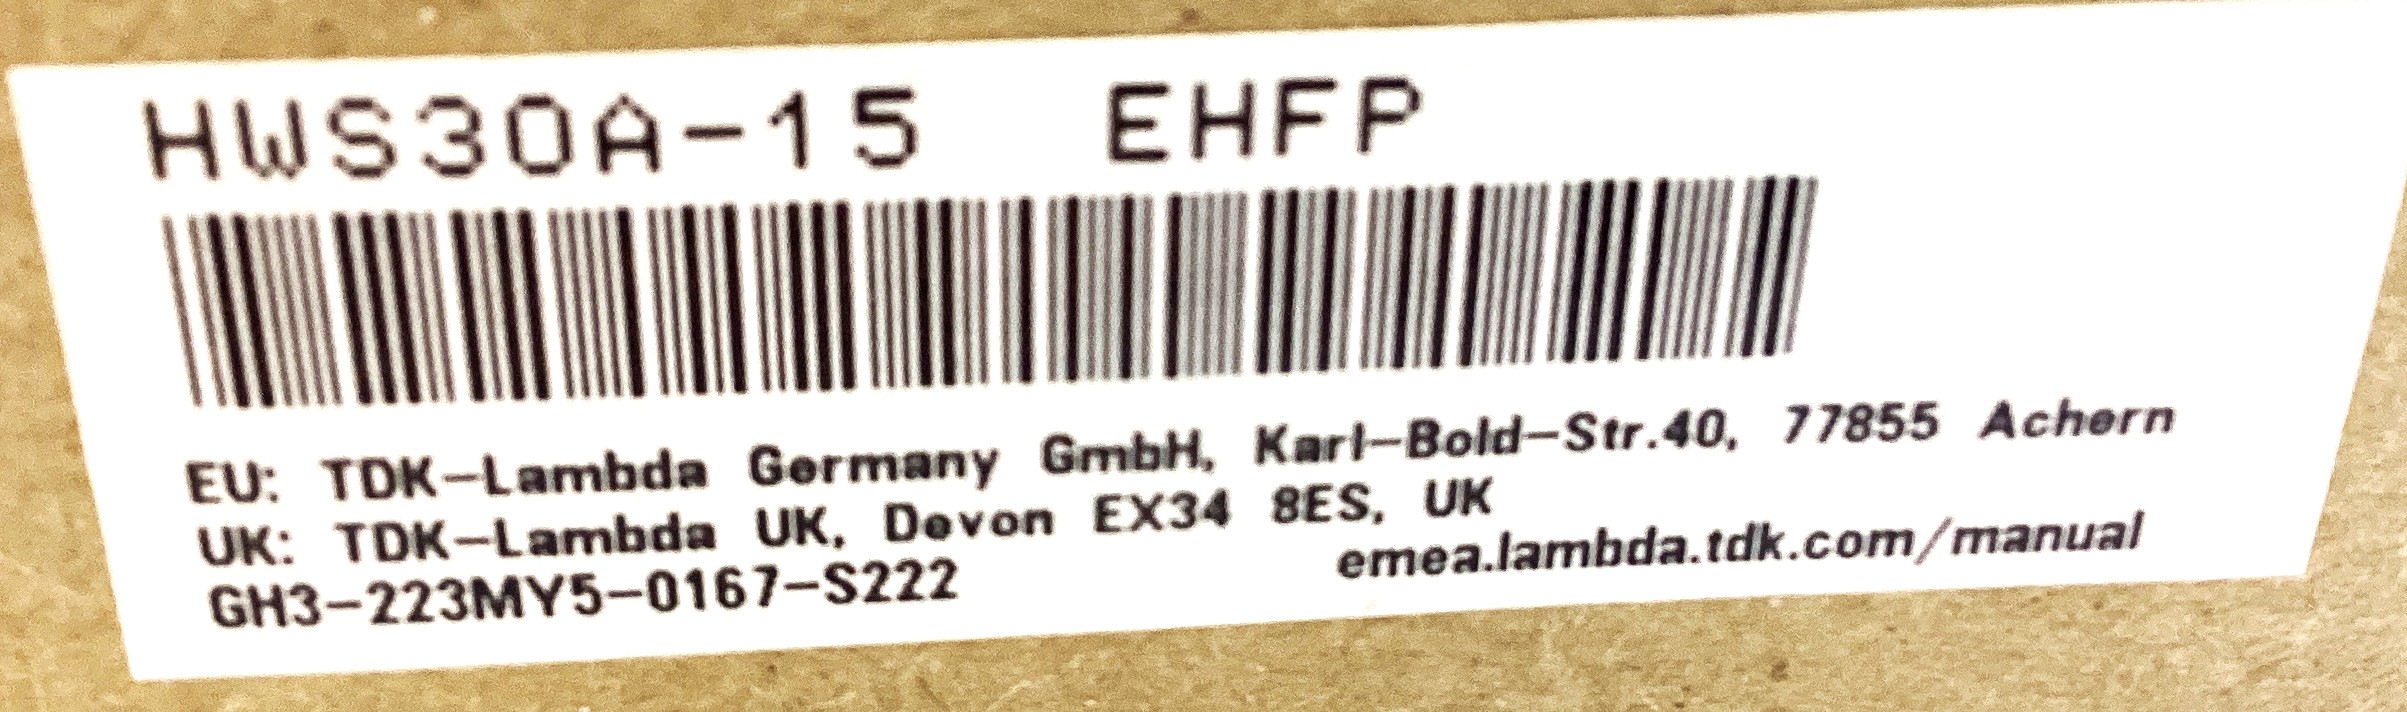 HWS30A-15 EHFP
EU: TDK-Lambda Germany GmbH, Karl-Bold-Str.40, 77855 Achern
UK: TDK-Lambda UK, Devon EX34 8ES, UK
GH3-223MY5-0167-S222 emea.lambda.tdk.com/manual